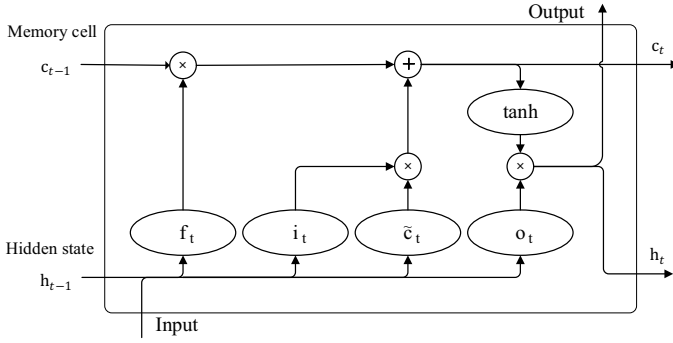 Output
Memory cell
c_{t−1}
×
+
c_t
tanh
×
×
f_t
i_t
c̃_t
o_t
Hidden state
h_{t−1}
h_t
Input